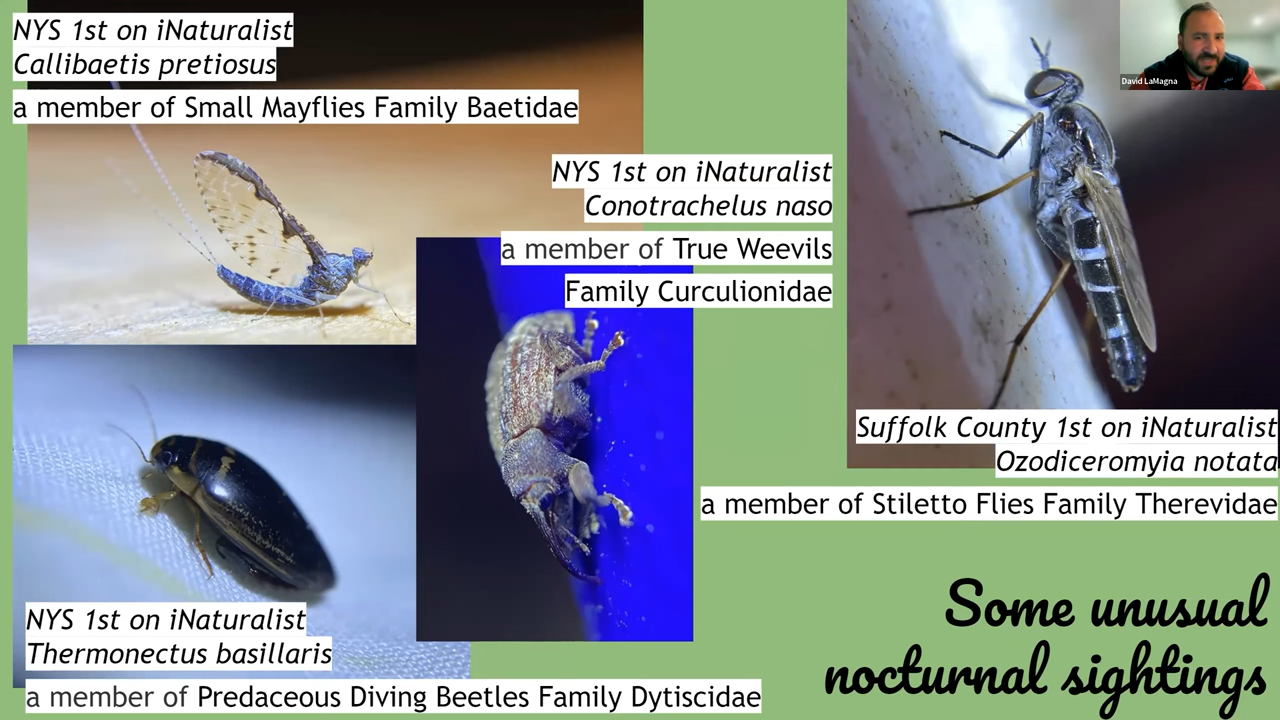 NYS 1st on iNaturalist
Callibaetis pretiosus
a member of Small Mayflies Family Baetidae
NYS 1st on iNaturalist
Conotrachelus naso
a member of True Weevils
Family Curculionidae
David LaMagna
Suffolk County 1st on iNaturalist
Ozodiceromyia notata
a member of Stiletto Flies Family Therevidae
NYS 1st on iNaturalist
Thermonectus basillaris
a member of Predaceous Diving Beetles Family Dytiscidae
Some unusual
nocturnal sightings